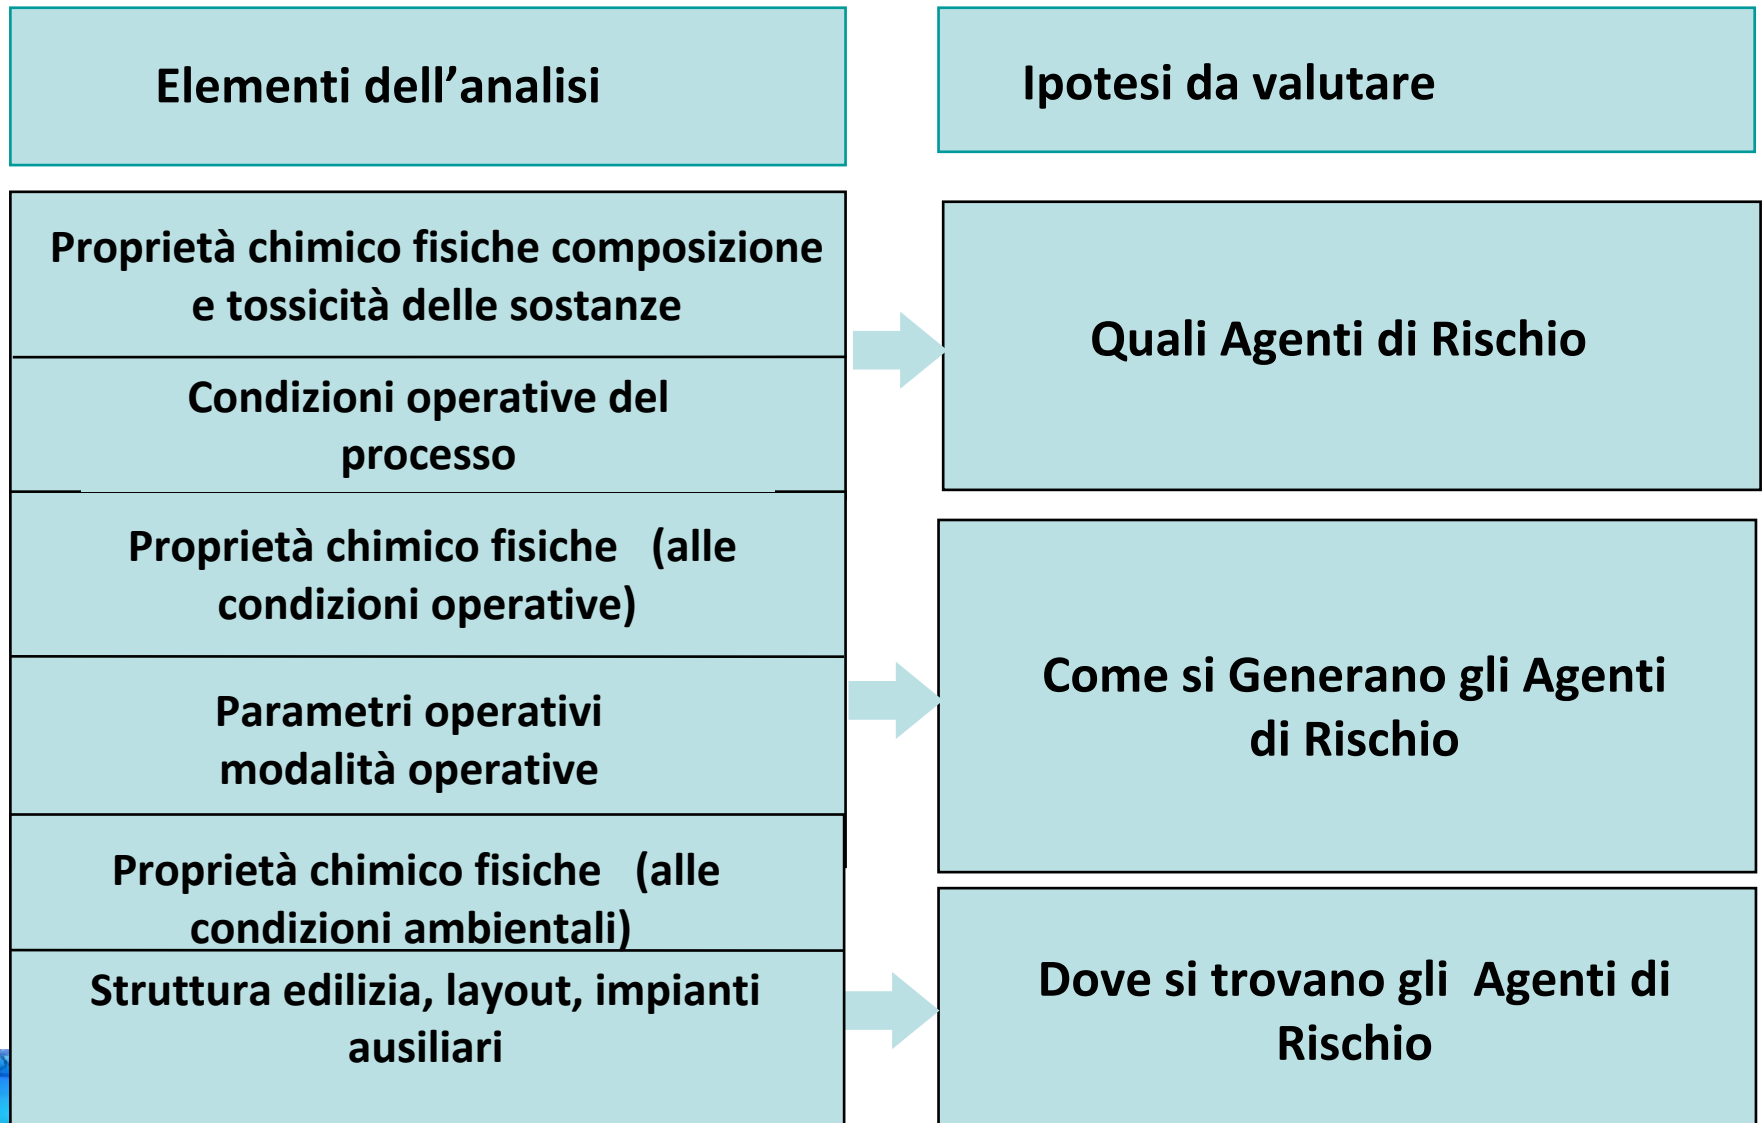 Elementi dell’analisi
Ipotesi da valutare
Proprietà chimico fisiche composizione
e tossicità delle sostanze
Condizioni operative del
processo
Quali Agenti di Rischio
Proprietà chimico fisiche (alle
condizioni operative)
Parametri operativi
modalità operative
Come si Generano gli Agenti
di Rischio
Proprietà chimico fisiche (alle
condizioni ambientali)
Struttura edilizia, layout, impianti
ausiliari
Dove si trovano gli Agenti di
Rischio